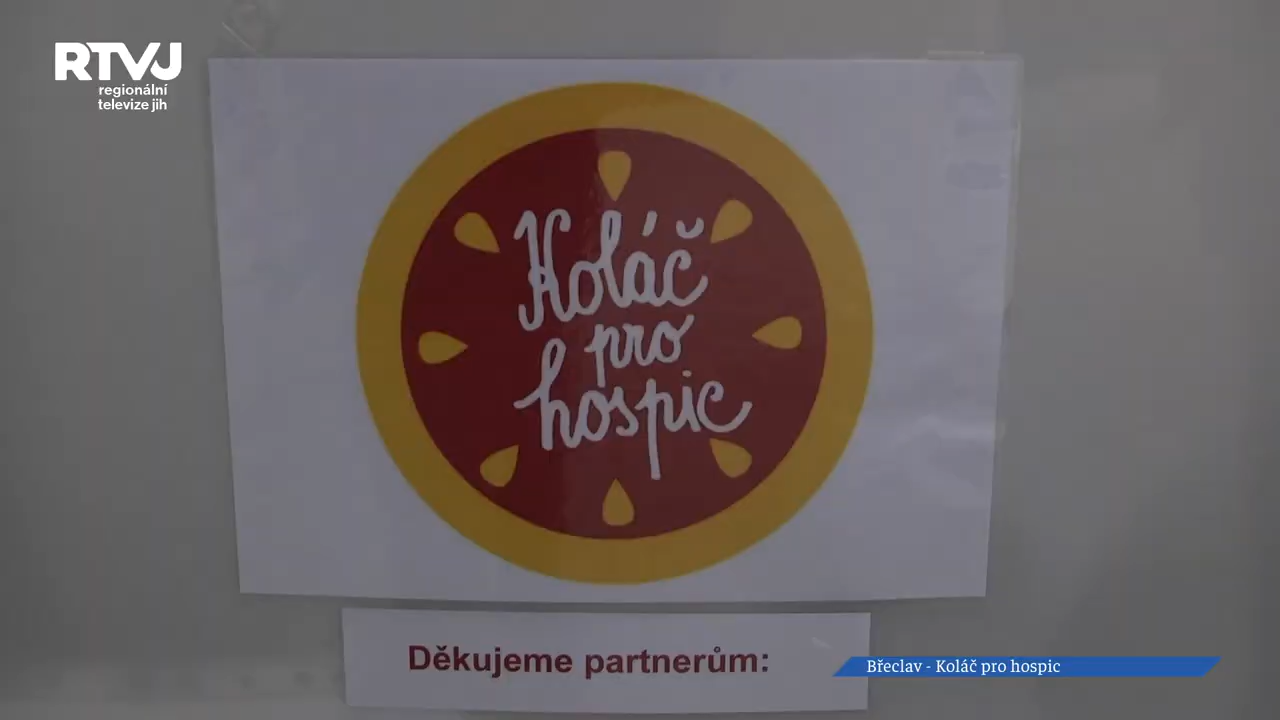 RTVJ
regionální
televize jih
Koláč
pro
hospic
Děkujeme partnerům:
Břeclav - Koláč pro hospic